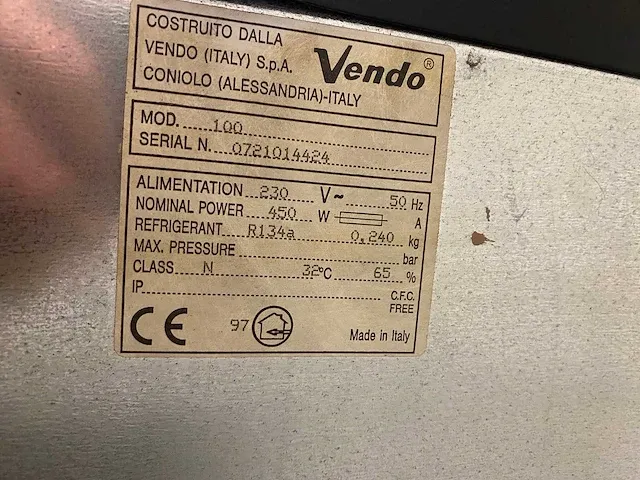 COSTRUITO DALLA
VENDO (ITALY) S.p.A. Vendo®
CONIOLO (ALESSANDRIA)-ITALY
MOD. 100
SERIAL N. 0721014424
ALIMENTATION 230 V~ 50 Hz
NOMINAL POWER 450 W A
REFRIGERANT R134a 0,240 kg
MAX. PRESSURE bar
CLASS N 32°C 65 %
IP C.F.C. FREE
CE 97 Made in Italy